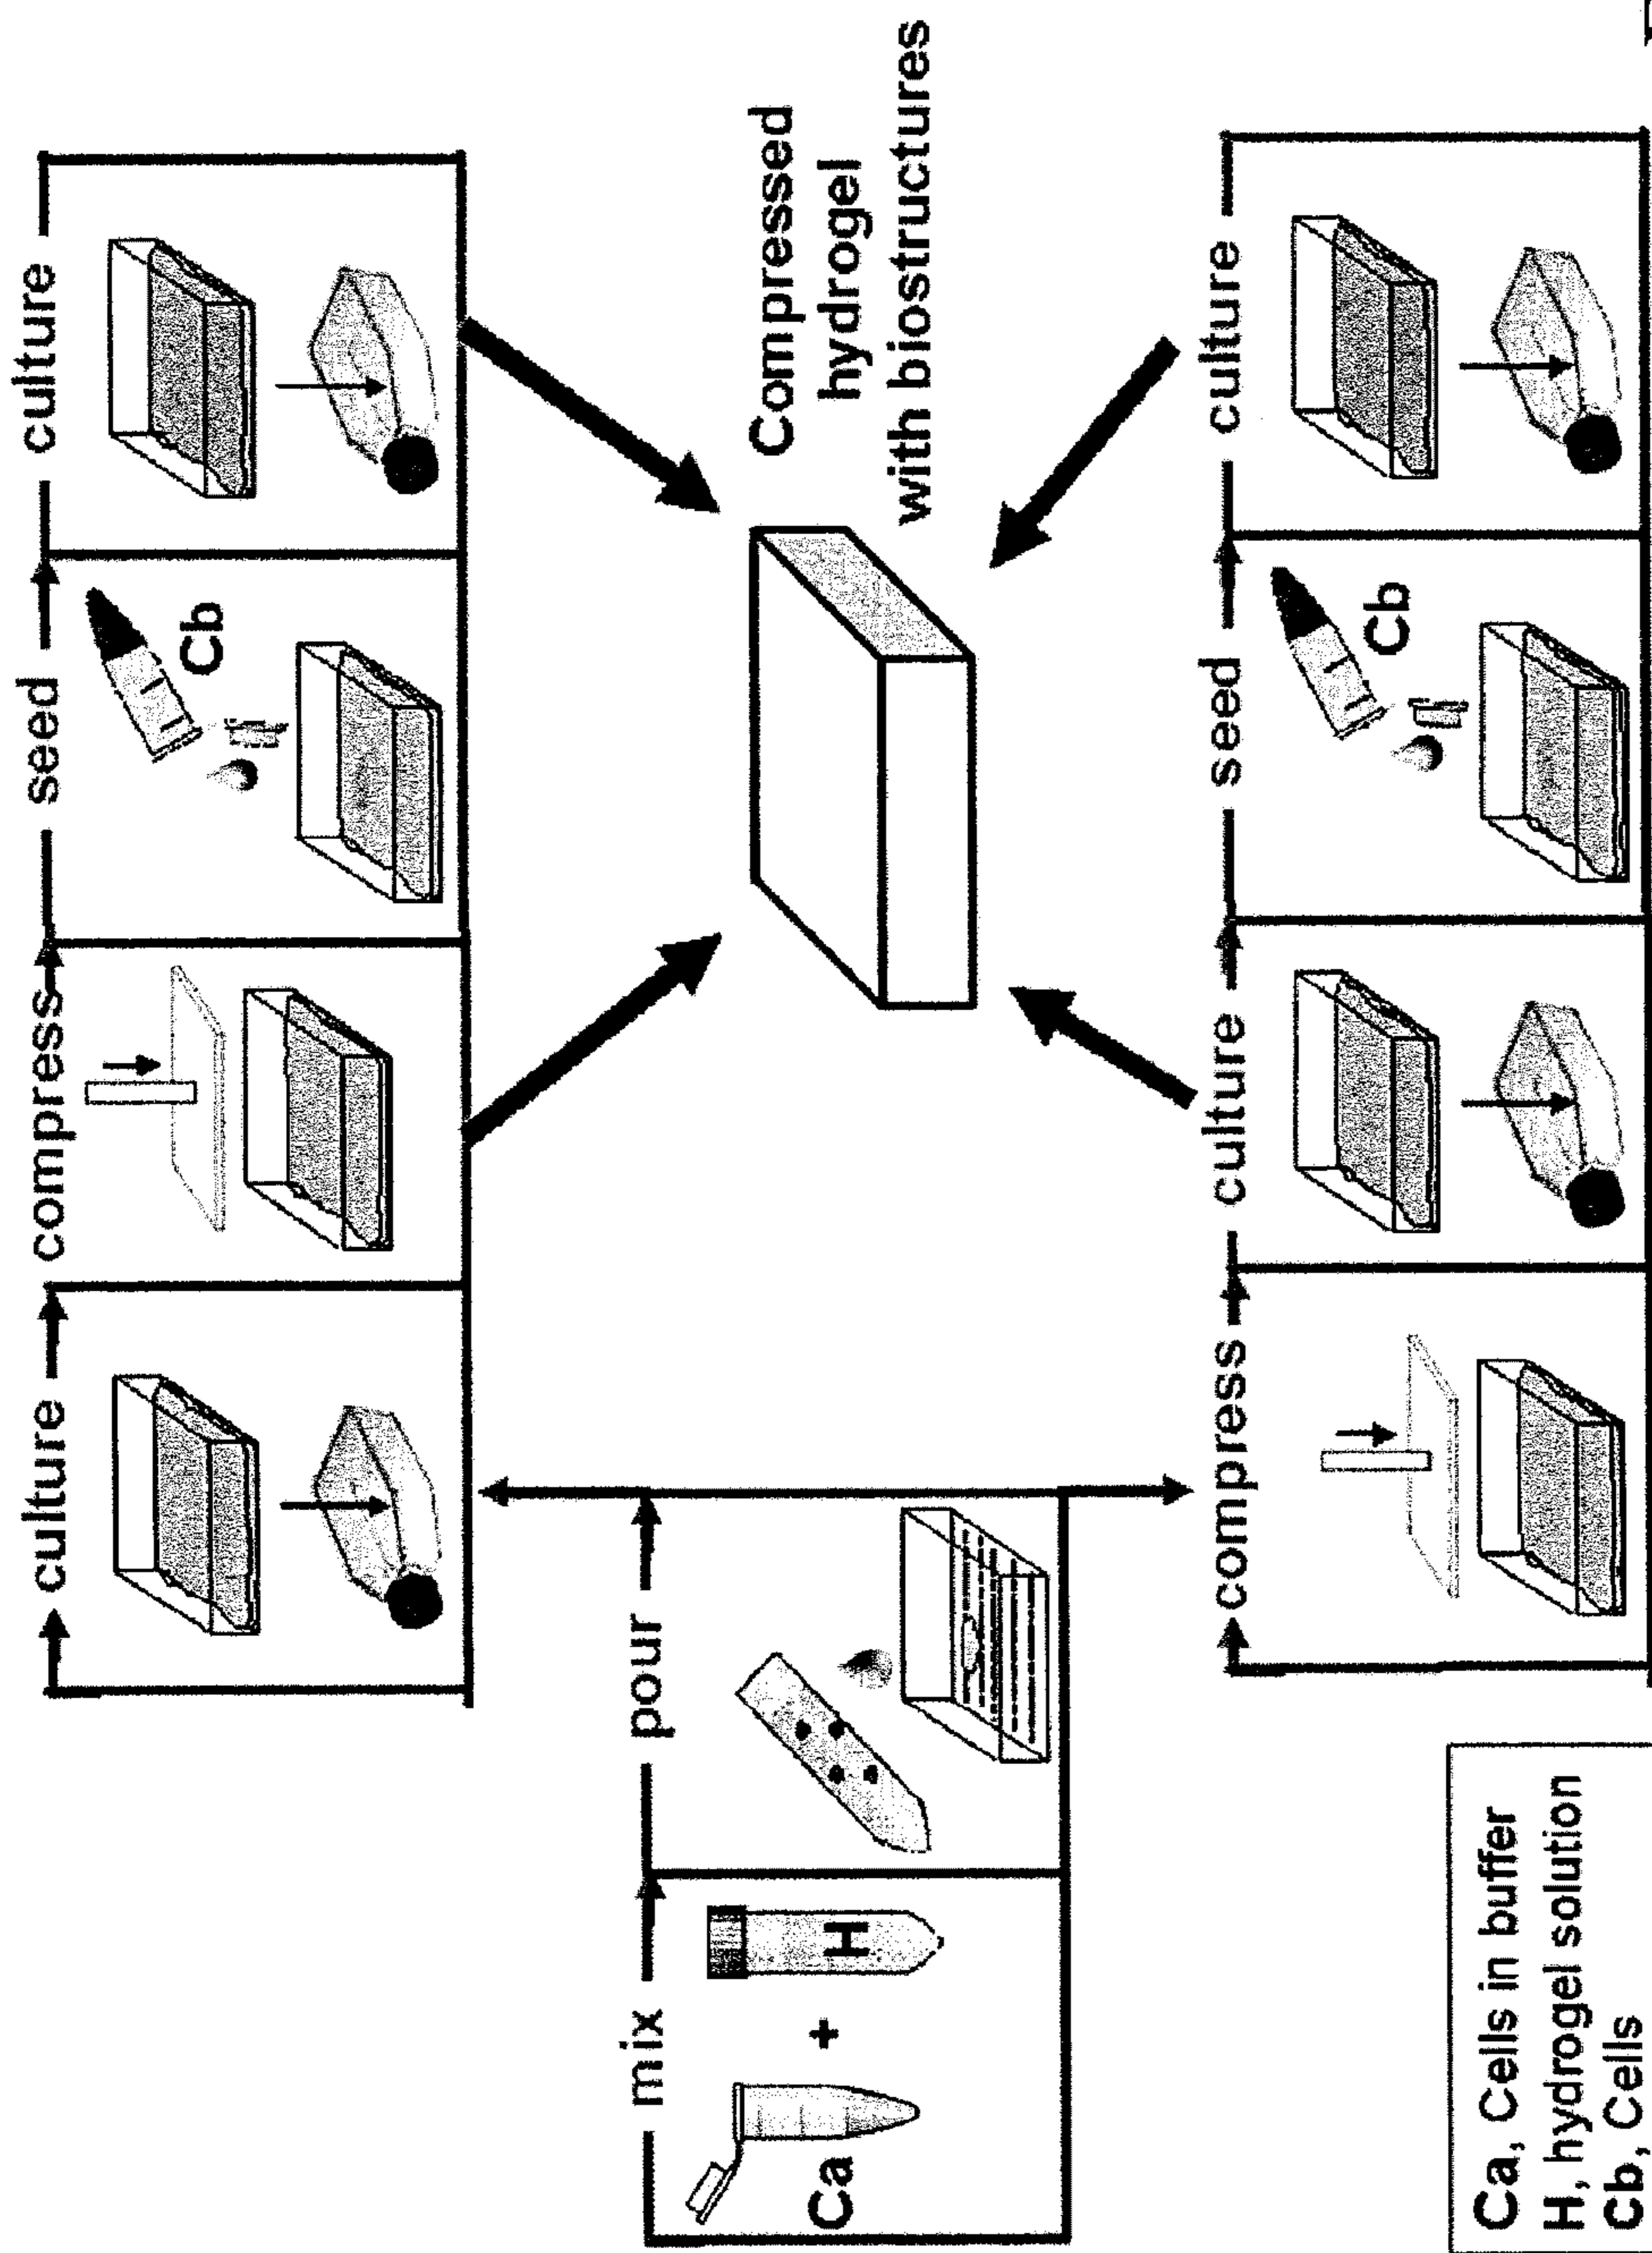 culture compress seed culture
Cb
mix pour
Ca + H
Compressed
hydrogel
with biostructures
compress culture seed culture
Cb
Ca, Cells in buffer
H, hydrogel solution
Cb, Cells